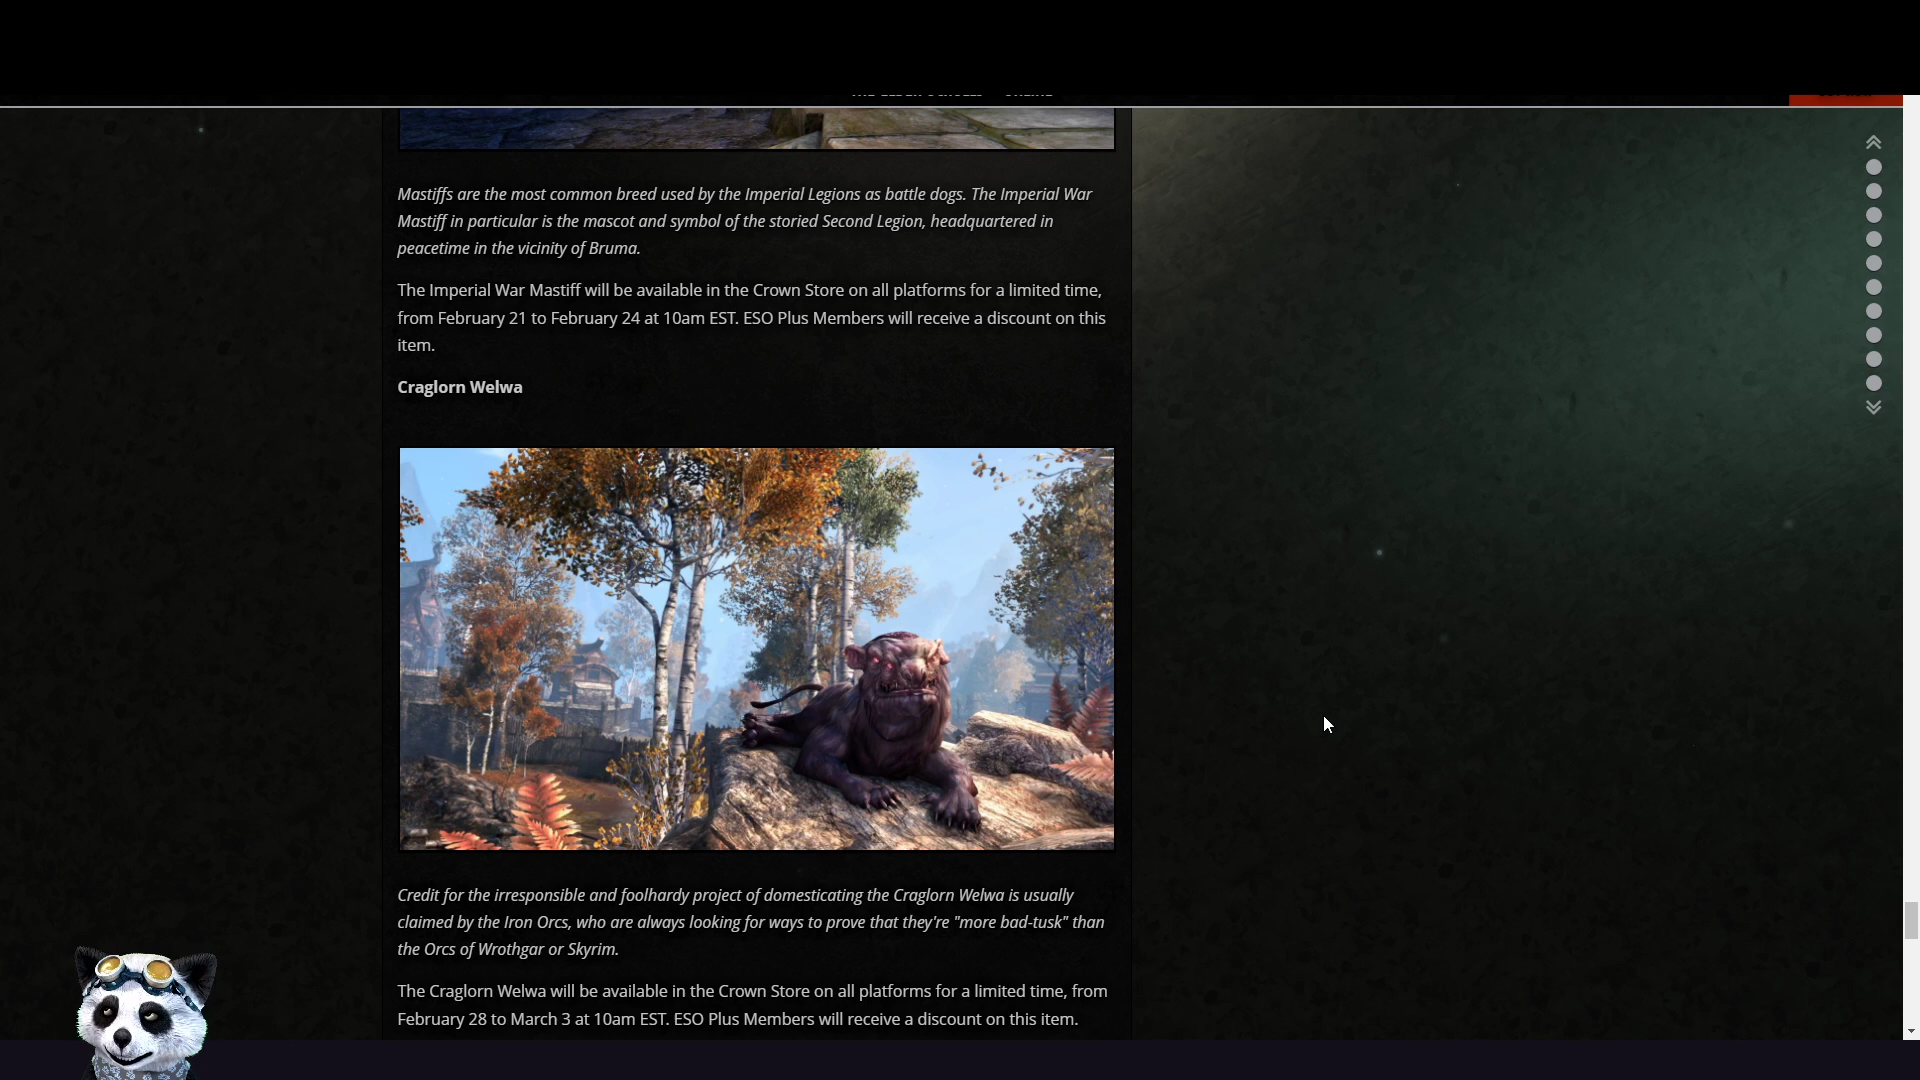 Mastiffs are the most common breed used by the Imperial Legions as battle dogs. The Imperial War
Mastiff in particular is the mascot and symbol of the storied Second Legion, headquartered in
peacetime in the vicinity of Bruma.
The Imperial War Mastiff will be available in the Crown Store on all platforms for a limited time,
from February 21 to February 24 at 10am EST. ESO Plus Members will receive a discount on this
item.
Craglorn Welwa
Credit for the irresponsible and foolhardy project of domesticating the Craglorn Welwa is usually
claimed by the Iron Orcs, who are always looking for ways to prove that they're "more bad-tusk" than
the Orcs of Wrothgar or Skyrim.
The Craglorn Welwa will be available in the Crown Store on all platforms for a limited time, from
February 28 to March 3 at 10am EST. ESO Plus Members will receive a discount on this item.